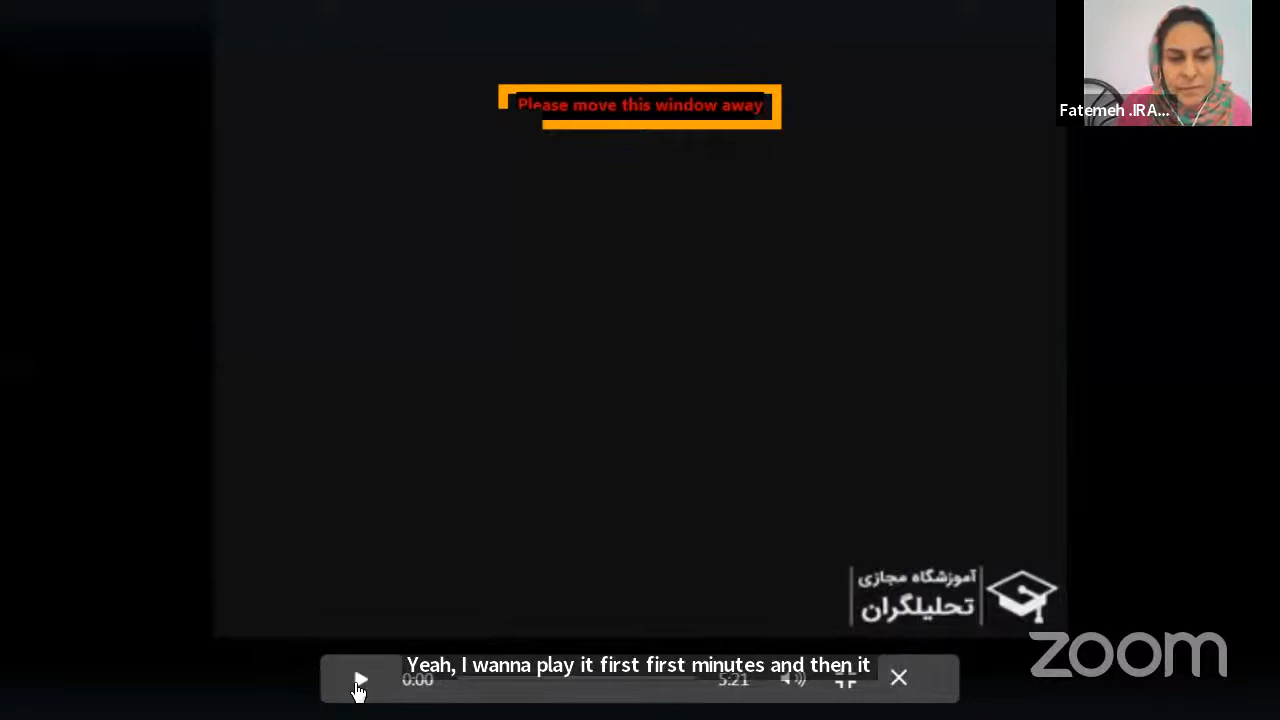 Please move this window away
Fatemeh .IRA...
آموزشگاه مجازی
تحلیلگران
zoom
Yeah, I wanna play it first first minutes and then it
0:00
5:21